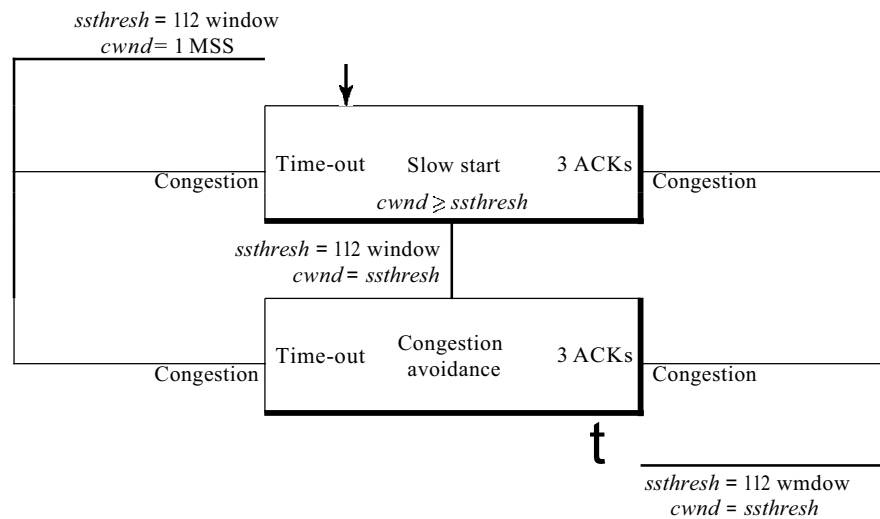 ssthresh = 112 window
cwnd = 1 MSS
Time-out
Slow start
3 ACKs
Congestion
Congestion
cwnd ⩾ ssthresh
ssthresh = 112 window
cwnd = ssthresh
Time-out
Congestion
avoidance
3 ACKs
Congestion
Congestion
t
ssthresh = 112 wmdow
cwnd = ssthresh